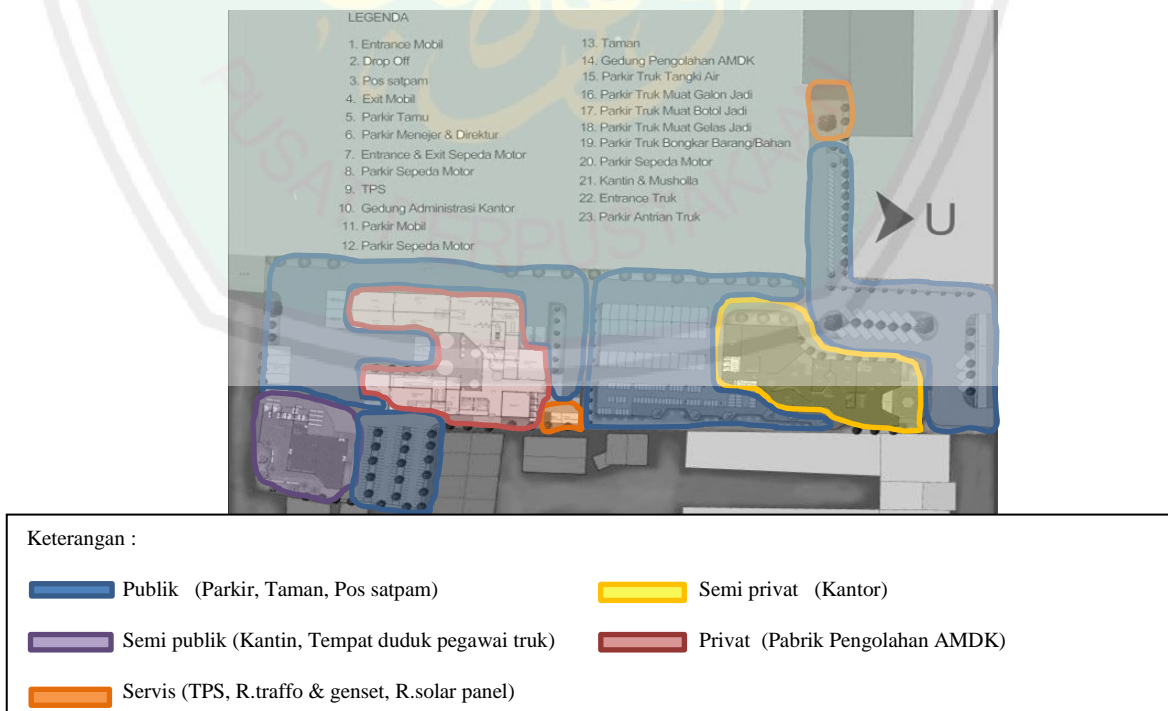 LEGENDA
1. Entrance Mobil
2. Drop Off
3. Pos satpam
4. Exit Mobil
5. Parkir Tamu
6. Parkir Menejer & Direktur
7. Entrance & Exit Sepeda Motor
8. Parkir Sepeda Motor
9. TPS
10. Gedung Administrasi Kantor
11. Parkir Mobil
12. Parkir Sepeda Motor
13. Taman
14. Gedung Pengolahan AMDK
15. Parkir Truk Tangki Air
16. Parkir Truk Muat Galon Jadi
17. Parkir Truk Muat Botol Jadi
18. Parkir Truk Muat Gelas Jadi
19. Parkir Truk Bongkar Barang/Bahan
20. Parkir Sepeda Motor
21. Kantin & Musholla
22. Entrance Truk
23. Parkir Antrian Truk
U
PUSAT PERPUSTAKAAN
Keterangan :
Publik (Parkir, Taman, Pos satpam)
Semi privat (Kantor)
Semi publik (Kantin, Tempat duduk pegawai truk)
Privat (Pabrik Pengolahan AMDK)
Servis (TPS, R.traffo & genset, R.solar panel)